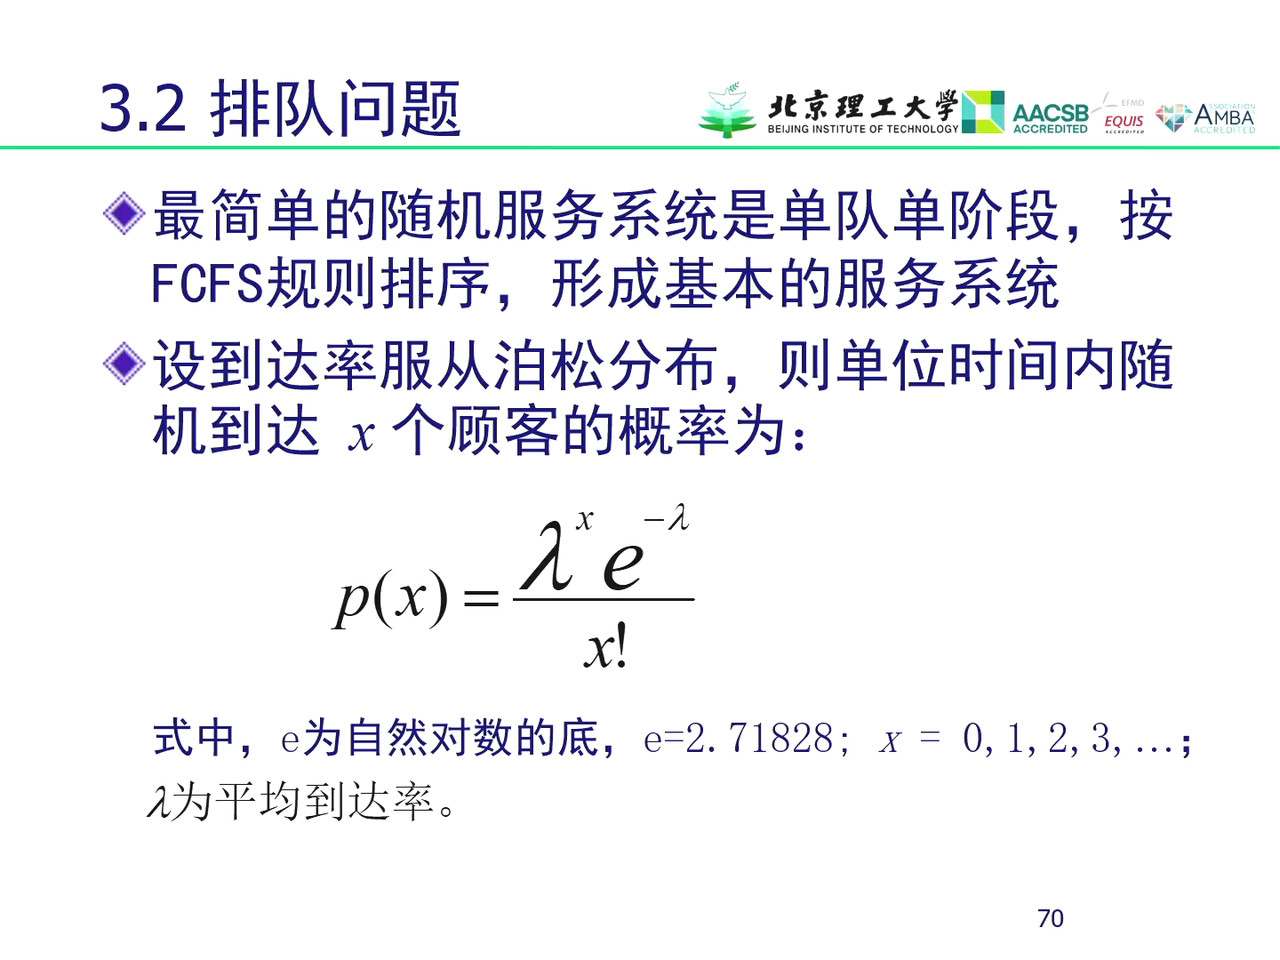 3.2 排队问题
北京理工大学
BEIJING INSTITUTE OF TECHNOLOGY
AACSB
ACCREDITED
EFMD
EQUIS
ACCREDITED
ASSOCIATION
AMBA
ACCREDITED
最简单的随机服务系统是单队单阶段，按
FCFS规则排序，形成基本的服务系统
设到达率服从泊松分布，则单位时间内随
机到达 x 个顾客的概率为：
p(x) = λ^x e^{-λ} / x!
式中，e为自然对数的底，e=2.71828; x = 0,1,2,3,…；
λ为平均到达率。
70